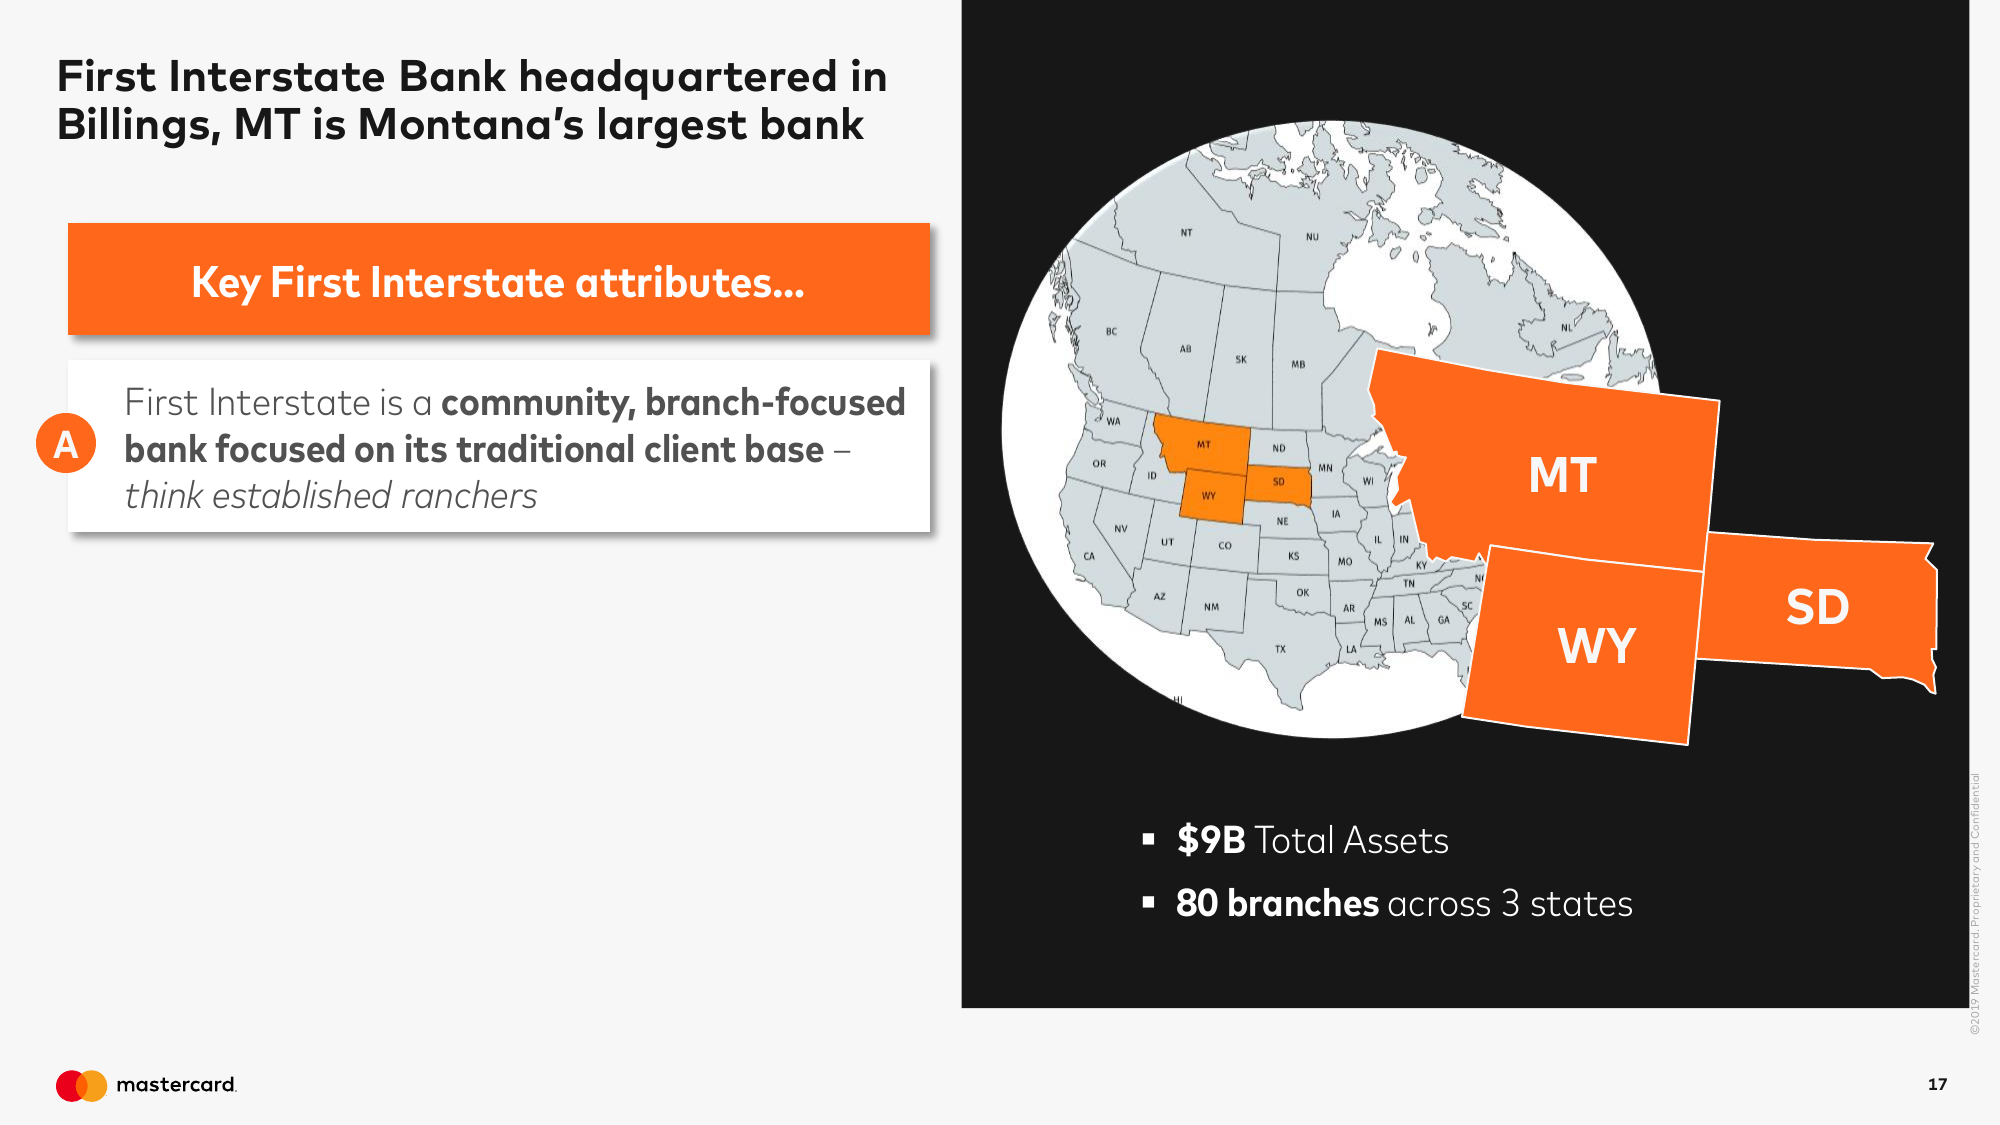 First Interstate Bank headquartered in
Billings, MT is Montana's largest bank
Key First Interstate attributes...
A
First Interstate is a community, branch-focused
bank focused on its traditional client base –
think established ranchers
NT
NU
BC
AB
SK
MB
NL
WA
MT
ND
MN
OR
ID
SD
WI
WY
IA
NE
NV
UT
CO
IL
IN
CA
KS
MO
KY
TN
AZ
NM
OK
AR
SC
MS
AL
GA
TX
LA
HI
MT
WY
SD
▪ $9B Total Assets
▪ 80 branches across 3 states
©2019 Mastercard. Proprietary and Confidential
mastercard.
17